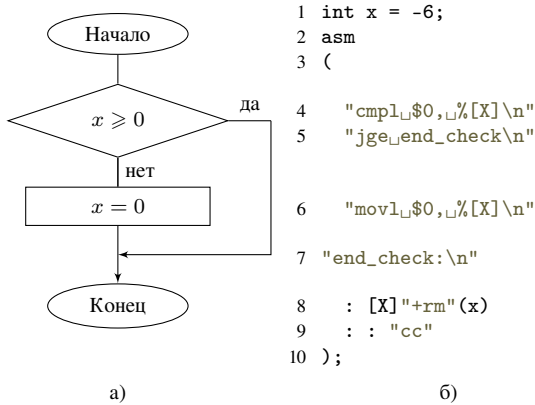 Начало
x ⩾ 0
да
нет
x = 0
Конец
а)
1 int x = -6;
2 asm
3 (
4 "cmpl␣$0,␣%[X]\n"
5 "jge␣end_check\n"
6 "movl␣$0,␣%[X]\n"
7 "end_check:\n"
8 : [X]"+rm"(x)
9 : : "cc"
10 );
б)